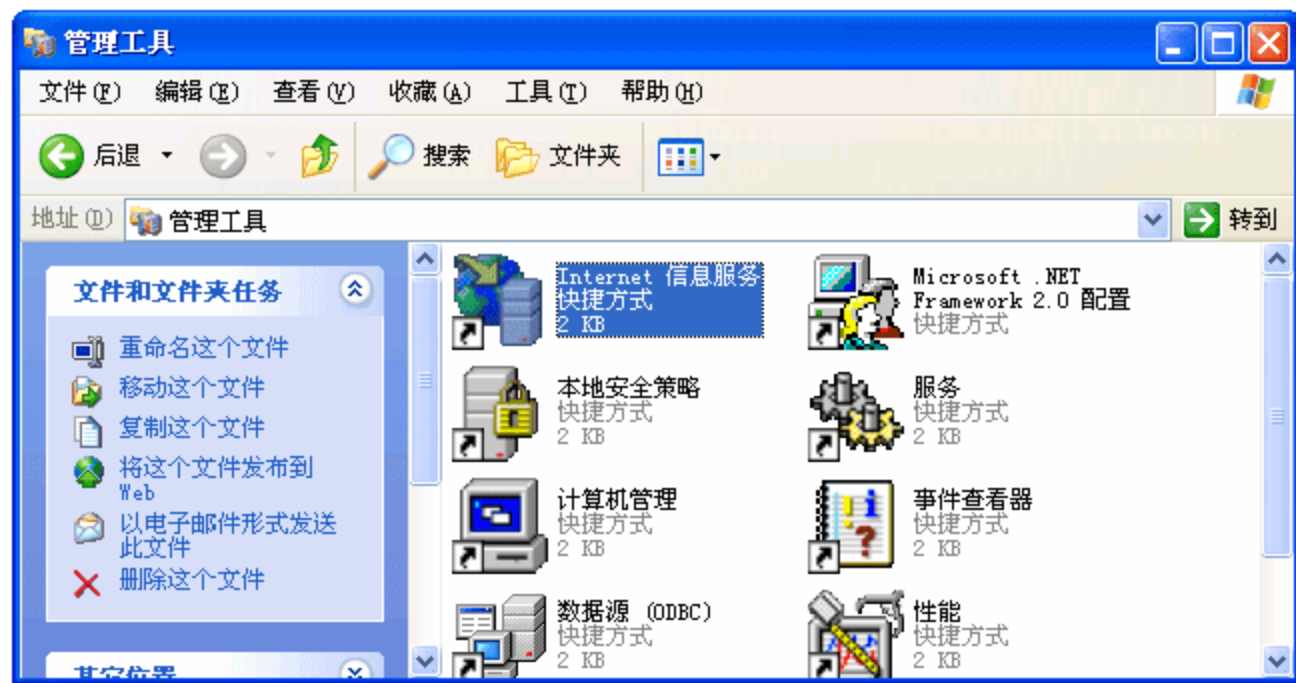 管理工具
文件(F) 编辑(E) 查看(V) 收藏(A) 工具(T) 帮助(H)
后退 搜索 文件夹
地址(D) 管理工具 转到
文件和文件夹任务
重命名这个文件
移动这个文件
复制这个文件
将这个文件发布到
Web
以电子邮件形式发送
此文件
删除这个文件
其它位置
Internet 信息服务
快捷方式
2 KB
Microsoft .NET
Framework 2.0 配置
快捷方式
本地安全策略
快捷方式
2 KB
服务
快捷方式
2 KB
计算机管理
快捷方式
2 KB
事件查看器
快捷方式
2 KB
数据源 (ODBC)
快捷方式
2 KB
性能
快捷方式
2 KB